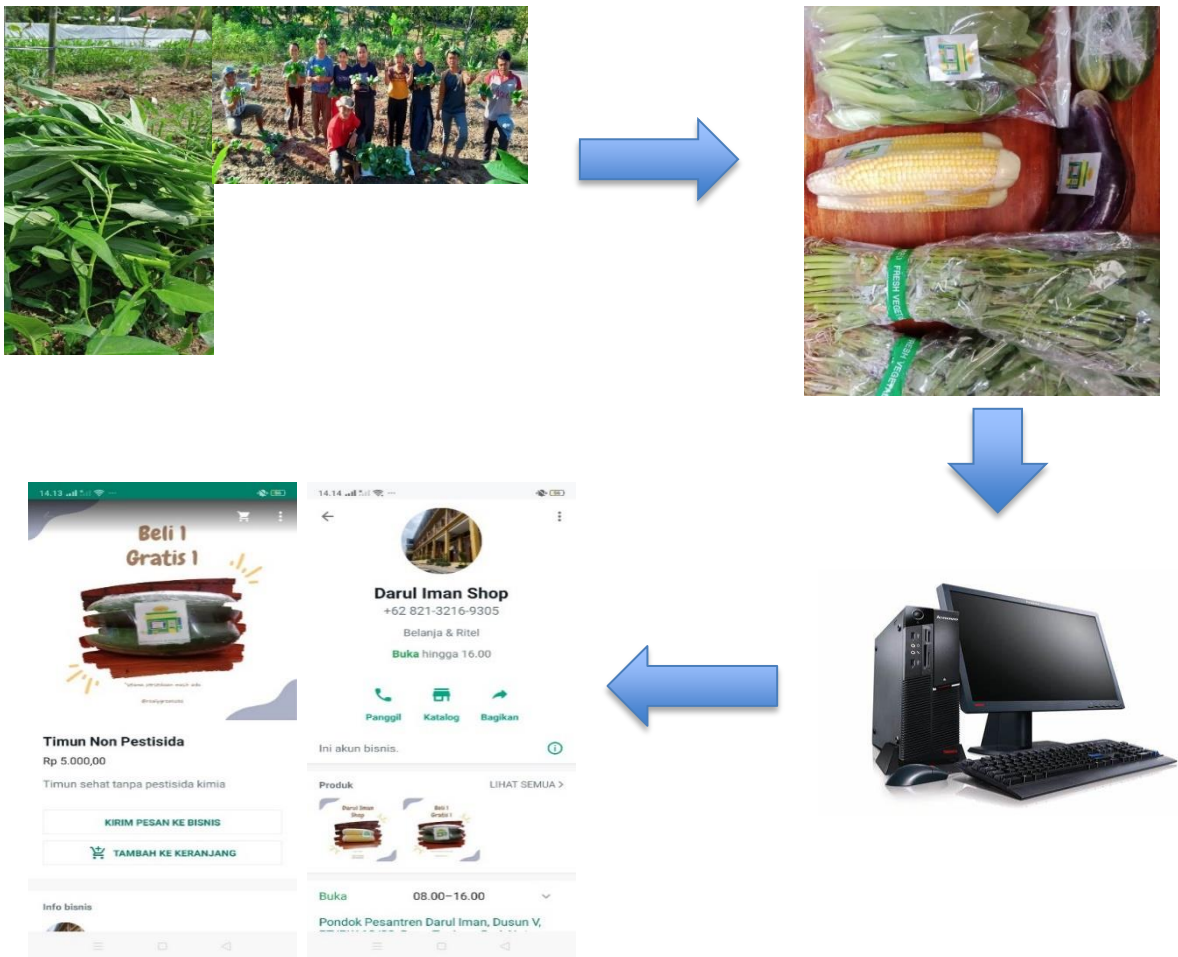 FRESH VEGETA
FRESH VEGETA
14.13
Beli 1
Gratis 1
Timun Non Pestisida
Rp 5.000,00
Timun sehat tanpa pestisida kimia
KIRIM PESAN KE BISNIS
TAMBAH KE KERANJANG
Info bisnis
14.14
Darul Iman Shop
+62 821-3216-9305
Belanja & Ritel
Buka hingga 16.00
Panggil Katalog Bagikan
Ini akun bisnis.
Produk LIHAT SEMUA >
Darul Iman
Shop
Beli 1
Gratis 1
Buka 08.00–16.00
Pondok Pesantren Darul Iman, Dusun V,